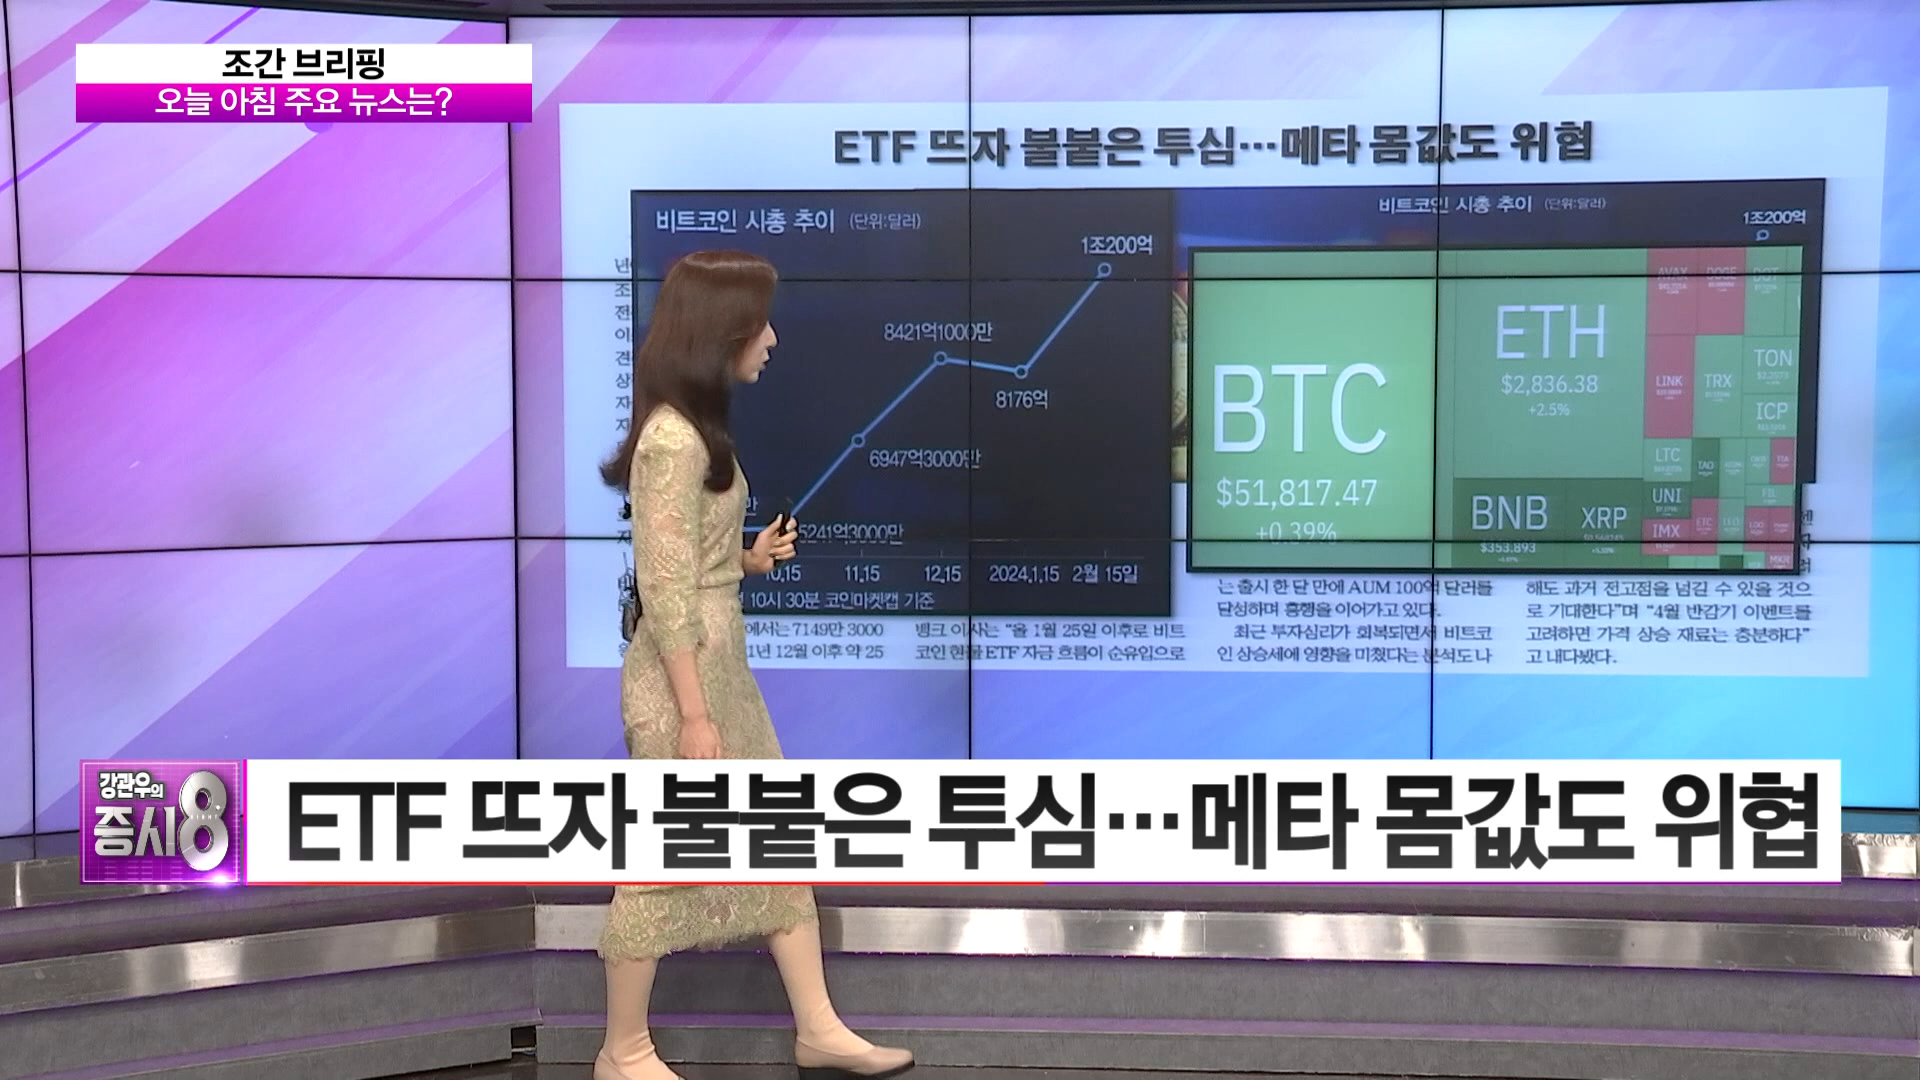 조간 브리핑
오늘 아침 주요 뉴스는?
ETF 뜨자 불붙은 투심…메타 몸값도 위협
비트코인 시총 추이 (단위:달러)
1조200억
8421억1000만
8176억
6947억3000만
만
5241억3000만
10.15 11.15 12.15 2024.1.15 2월 15일
10시 30분 코인마켓캡 기준
비트코인 시총 추이 (단위:달러)
1조200억
BTC
$51,817.47
+0.39%
ETH
$2,836.38
+2.5%
BNB
$353.893
XRP
AVAX DOGE DOT
LINK TRX TON
ICP
LTC
TAO
UNI
FIL
IMX
ETC
LEO
LDO
MKR
에서는 7149만 3000
1년 12월 이후 약 25
뱅크 이사는 “올 1월 25일 이후로 비트
코인 현물 ETF 자금 흐름이 순유입으로
는 출시 한 달 만에 AUM 100억 달러를
달성하며 흥행을 이어가고 있다.
최근 투자심리가 회복되면서 비트코
인 상승세에 영향을 미쳤다는 분석도 나
해도 과거 전고점을 넘길 수 있을 것으
로 기대한다”며 “4월 반감기 이벤트를
고려하면 가격 상승 재료는 충분하다”
고 내다봤다.
강관우의
증시8
ETF 뜨자 불붙은 투심…메타 몸값도 위협